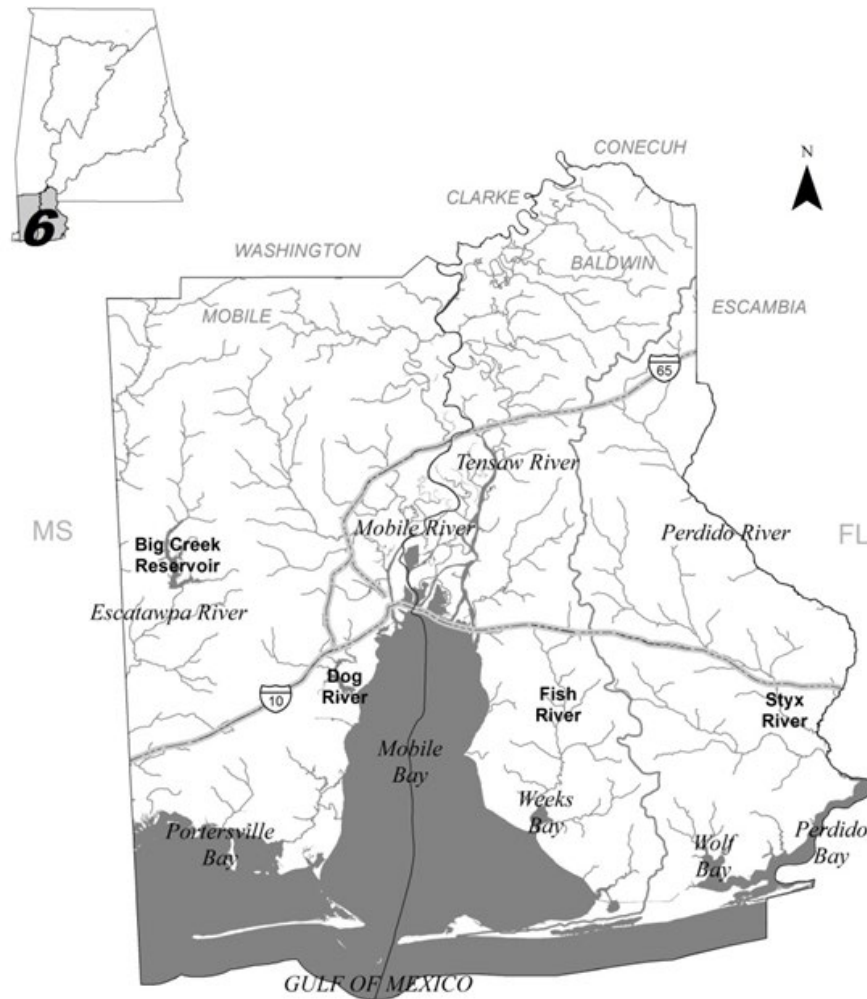 6
N
CONECUH
CLARKE
WASHINGTON
BALDWIN
MOBILE
ESCAMBIA
65
Tensaw River
MS
Mobile River
Perdido River
FL
Big Creek
Reservoir
Escatawpa River
Dog
River
10
Fish
River
Styx
River
Mobile
Bay
Weeks
Bay
Portersville
Bay
Wolf
Bay
Perdido
Bay
GULF OF MEXICO